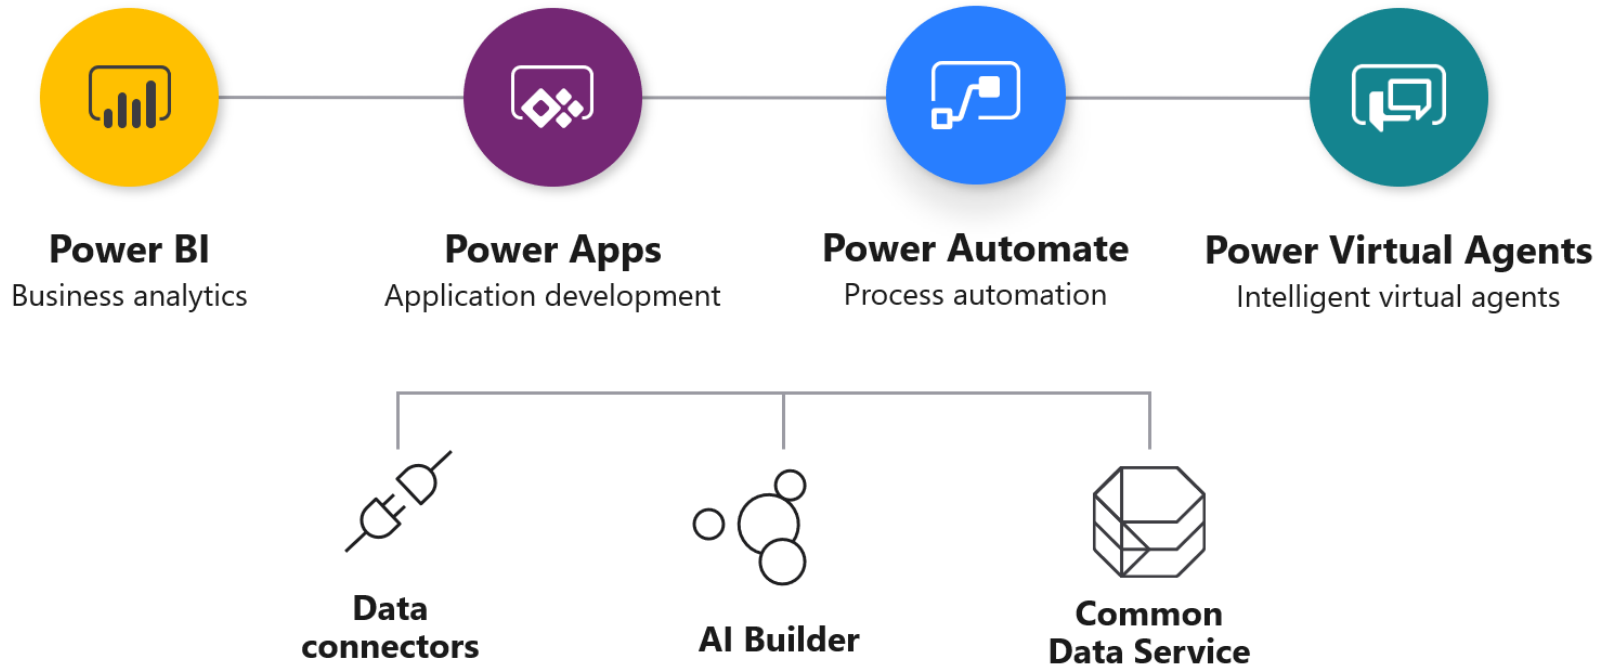 Power BI
Business analytics
Power Apps
Application development
Power Automate
Process automation
Power Virtual Agents
Intelligent virtual agents
Data
connectors
AI Builder
Common
Data Service